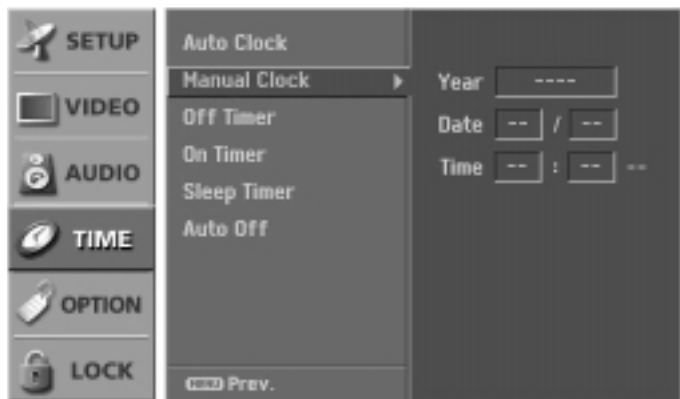 SETUP
VIDEO
AUDIO
TIME
OPTION
LOCK
Auto Clock
Manual Clock
Off Timer
On Timer
Sleep Timer
Auto Off
MENU Prev.
Year ----
Date -- / --
Time -- : -- --